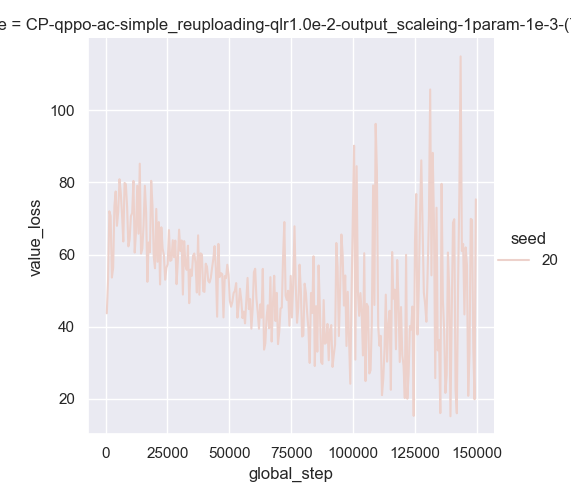 e = CP-qppo-ac-simple_reuploading-qlr1.0e-2-output_scaleing-1param-1e-3-(
100
80
60
40
20
value_loss
0 25000 50000 75000 100000 125000 150000
global_step
seed
20